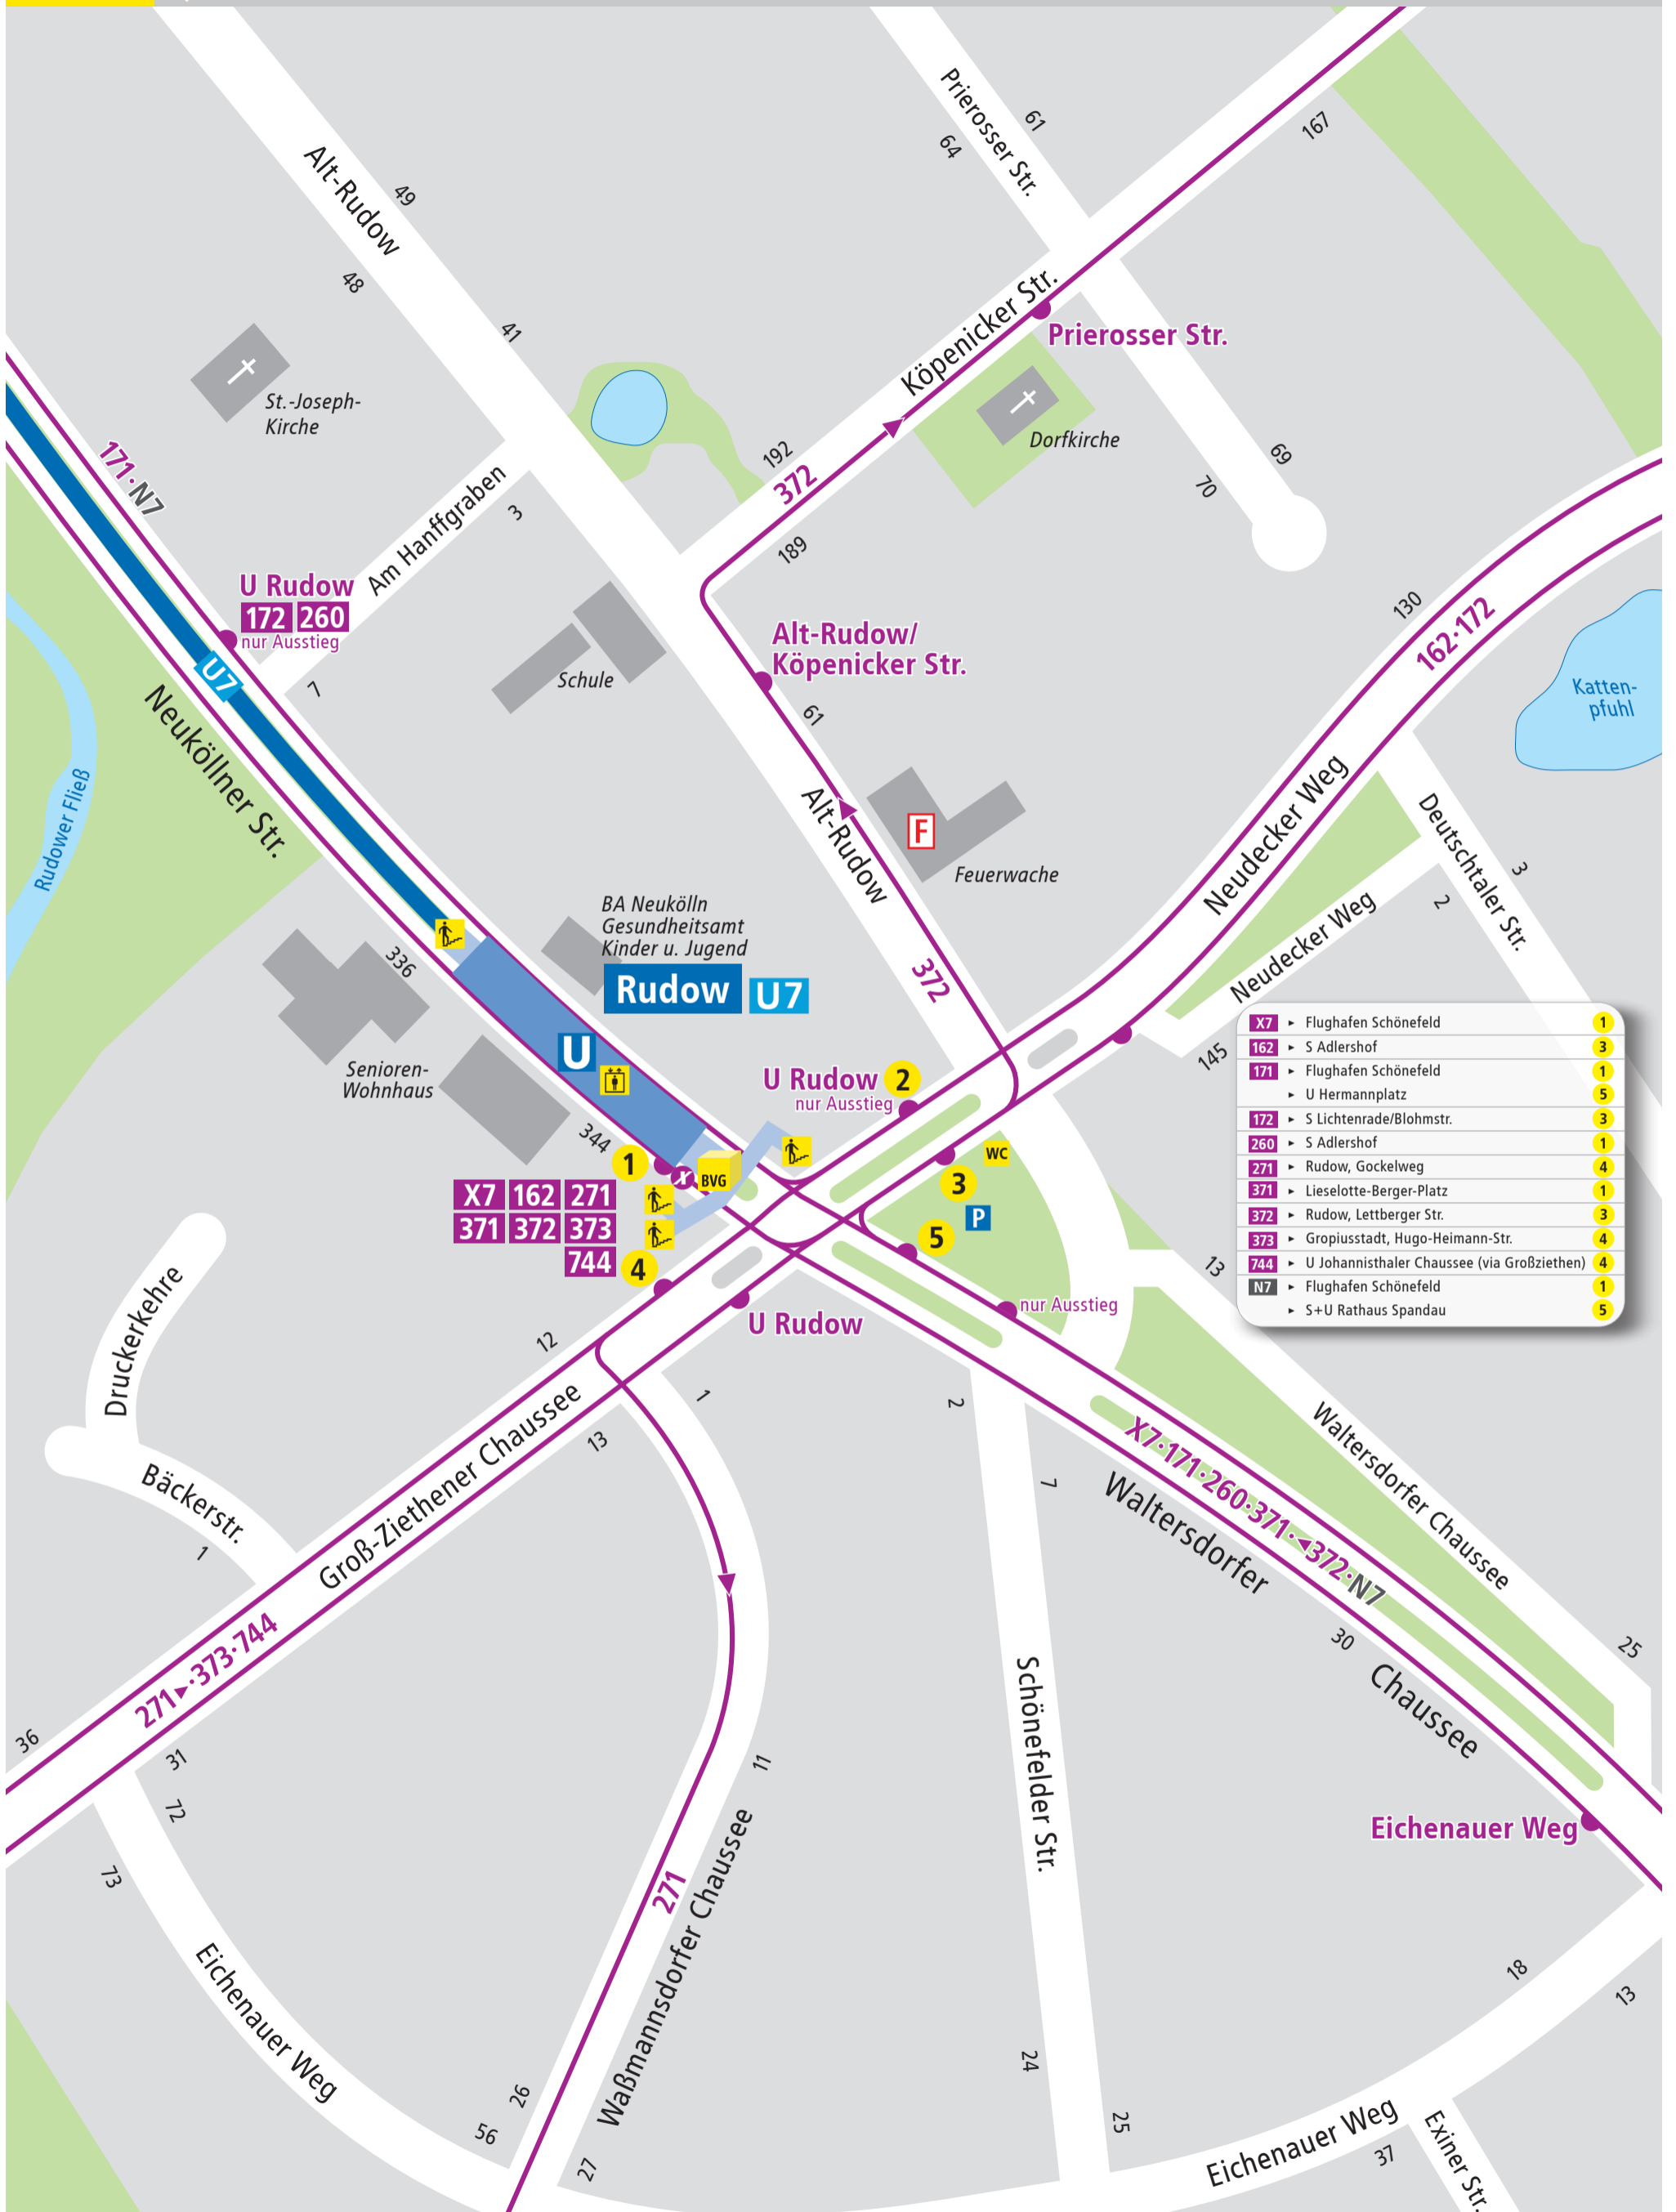 Prierosser Str.
61
64
167
Alt-Rudow
49
48
41
Köpenicker Str.
Prierosser Str.
St.-Joseph-
Kirche
Dorfkirche
192
372
69
70
171·N7
Am Hanffgraben
3
189
U Rudow
172 260
nur Ausstieg
130
162·172
Alt-Rudow/
Köpenicker Str.
Schule
U7
7
61
Katten-
pfuhl
Neuköllner Str.
Rudower Fließ
Alt-Rudow
F
Feuerwache
Neudecker Weg
Deutschtaler Str.
3
2
BA Neukölln
Gesundheitsamt
Kinder u. Jugend
336
Neudecker Weg
372
Rudow U7
U
Senioren-
Wohnhaus
145
U Rudow 2
nur Ausstieg
344
1
BVG
WC
3
P
X7 162 271
371 372 373
744 4
5
13
U Rudow
nur Ausstieg
X7 ▸ Flughafen Schönefeld 1
162 ▸ S Adlershof 3
171 ▸ Flughafen Schönefeld 1
▸ U Hermannplatz 5
172 ▸ S Lichtenrade/Blohmstr. 3
260 ▸ S Adlershof 1
271 ▸ Rudow, Gockelweg 4
371 ▸ Lieselotte-Berger-Platz 1
372 ▸ Rudow, Lettberger Str. 3
373 ▸ Gropiusstadt, Hugo-Heimann-Str. 4
744 ▸ U Johannisthaler Chaussee (via Großziethen) 4
N7 ▸ Flughafen Schönefeld 1
▸ S+U Rathaus Spandau 5
Druckerkehre
12
1
2
13
Groß-Ziethener Chaussee
Bäckerstr.
1
7
X7·171·260·371·◂372·N7
Waltersdorfer
Chaussee
Waltersdorfer Chaussee
30
25
271▸·373·744
36
31
72
73
11
Schönefelder Str.
Eichenauer Weg
271
Waßmannsdorfer Chaussee
Eichenauer Weg
18
13
24
25
26
56
27
Eichenauer Weg
37
Exiner Str.